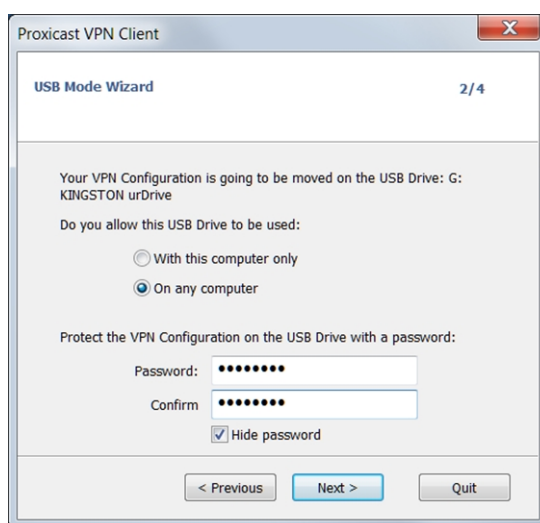 Proxicast VPN Client
USB Mode Wizard 2/4
Your VPN Configuration is going to be moved on the USB Drive: G:
KINGSTON urDrive
Do you allow this USB Drive to be used:
With this computer only
On any computer
Protect the VPN Configuration on the USB Drive with a password:
Password: ●●●●●●●●
Confirm ●●●●●●●●
Hide password
< Previous Next > Quit